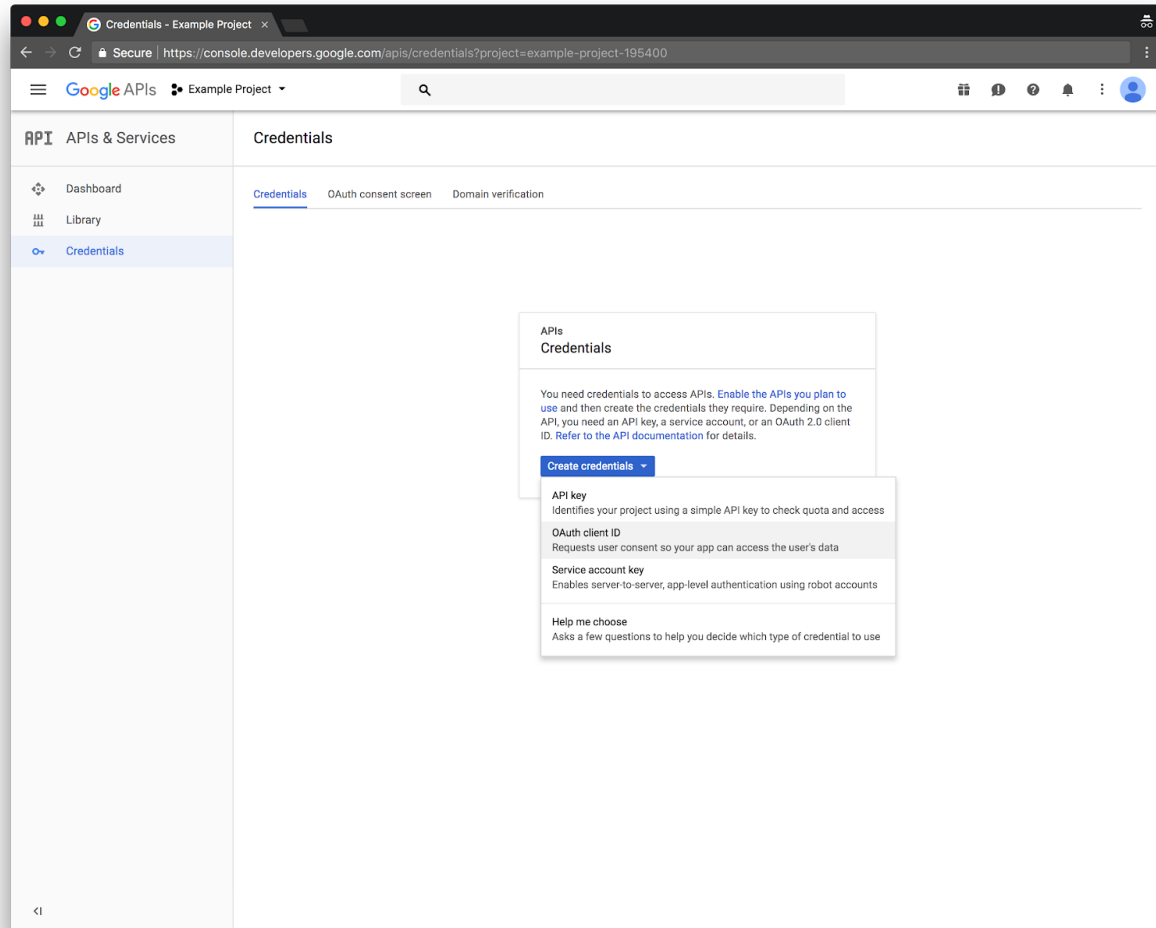 Credentials - Example Project ×
Secure | https://console.developers.google.com/apis/credentials?project=example-project-195400
Google APIs Example Project
API APIs & Services
Credentials
Dashboard
Library
Credentials
Credentials OAuth consent screen Domain verification
APIs
Credentials
You need credentials to access APIs. Enable the APIs you plan to
use and then create the credentials they require. Depending on the
API, you need an API key, a service account, or an OAuth 2.0 client
ID. Refer to the API documentation for details.
Create credentials
API key
Identifies your project using a simple API key to check quota and access
OAuth client ID
Requests user consent so your app can access the user's data
Service account key
Enables server-to-server, app-level authentication using robot accounts
Help me choose
Asks a few questions to help you decide which type of credential to use